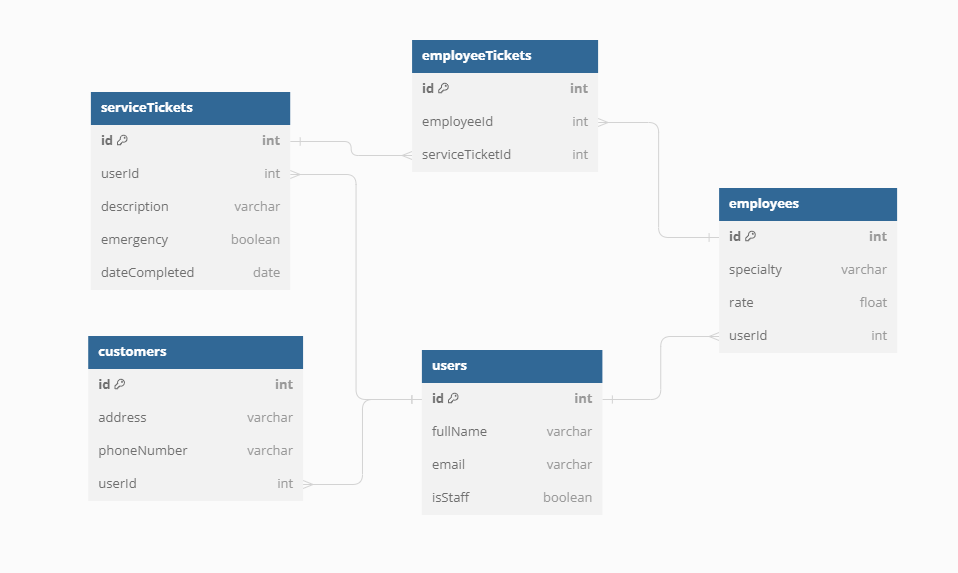 employeeTickets
id int
employeeId int
serviceTicketId int
serviceTickets
id int
userId int
description varchar
emergency boolean
dateCompleted date
employees
id int
specialty varchar
rate float
userId int
customers
id int
address varchar
phoneNumber varchar
userId int
users
id int
fullName varchar
email varchar
isStaff boolean